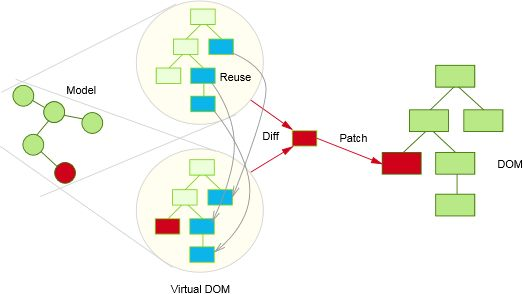 Model
Reuse
Diff
Patch
DOM
Virtual DOM